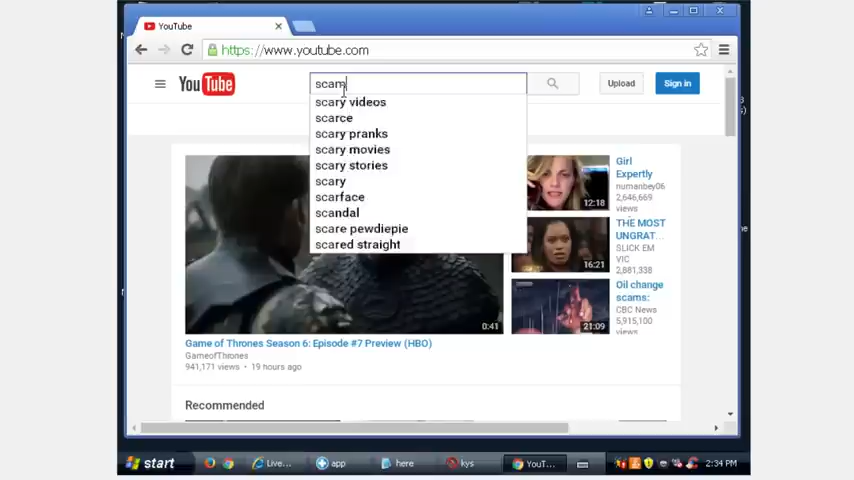 YouTube
https://www.youtube.com
YouTube
scam
Upload
Sign in
scary videos
scarce
scary pranks
scary movies
scary stories
scary
scarface
scandal
scare pewdiepie
scared straight
Girl
Expertly
numanbey06
2,646,669
views
12:18
THE MOST
UNGRAT...
SLICK EM
VIC
2,881,338
16:21
Oil change
scams:
CBC News
5,915,100
views
21:09
0:41
Game of Thrones Season 6: Episode #7 Preview (HBO)
GameofThrones
941,171 views • 19 hours ago
Recommended
start
Live...
app
here
kys
YouT...
2:34 PM